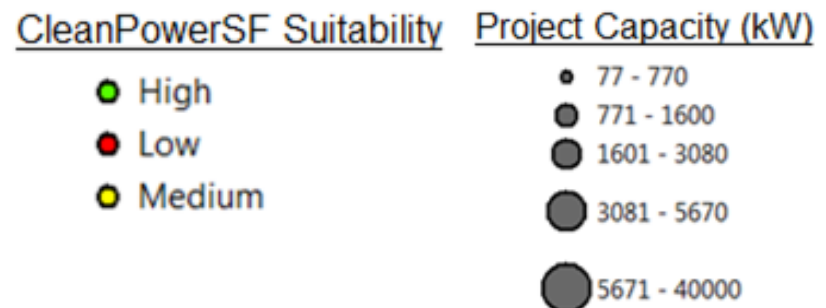 CleanPowerSF Suitability
High
Low
Medium
Project Capacity (kW)
77 - 770
771 - 1600
1601 - 3080
3081 - 5670
5671 - 40000